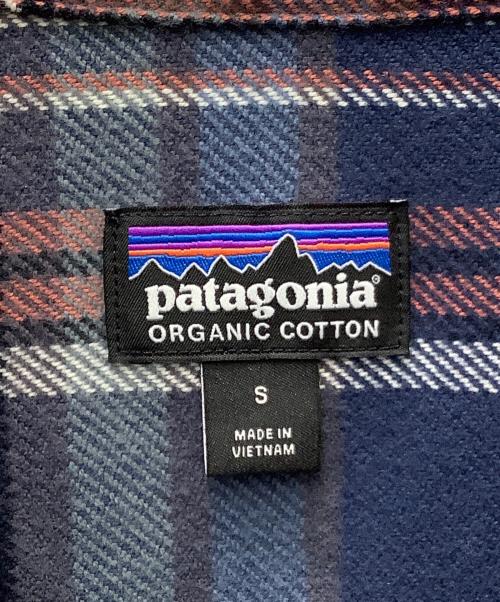 patagonia®
ORGANIC COTTON
S
MADE IN
VIETNAM